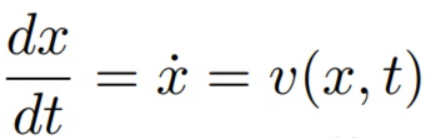 dx/dt = ẋ = v(x, t)